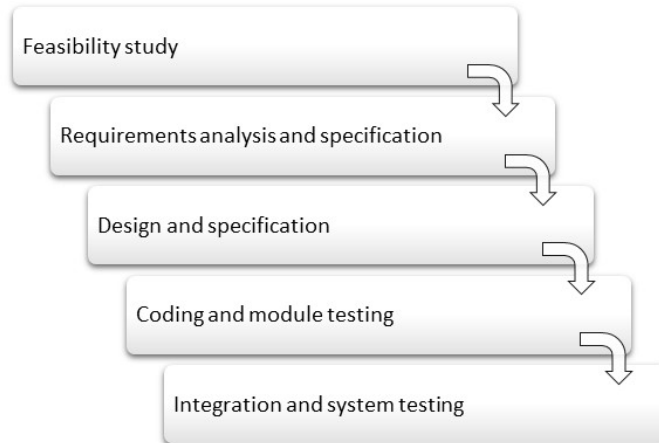 Feasibility study
Requirements analysis and specification
Design and specification
Coding and module testing
Integration and system testing